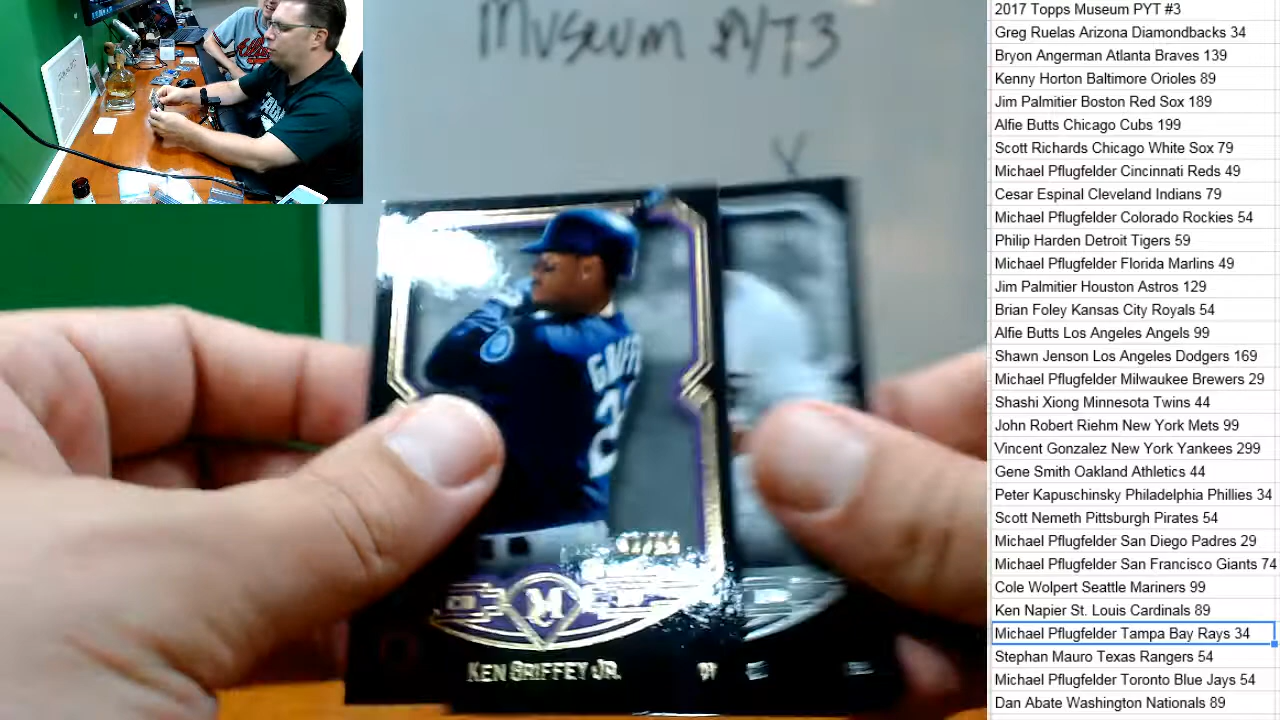 Museum
2017 Topps Museum PYT #3
Greg Ruelas Arizona Diamondbacks 34
Bryon Angerman Atlanta Braves 139
Kenny Horton Baltimore Orioles 89
Jim Palmitier Boston Red Sox 189
Alfie Butts Chicago Cubs 199
Scott Richards Chicago White Sox 79
Michael Pflugfelder Cincinnati Reds 49
Cesar Espinal Cleveland Indians 79
Michael Pflugfelder Colorado Rockies 54
Philip Harden Detroit Tigers 59
Michael Pflugfelder Florida Marlins 49
Jim Palmitier Houston Astros 129
Brian Foley Kansas City Royals 54
Alfie Butts Los Angeles Angels 99
Shawn Jenson Los Angeles Dodgers 169
Michael Pflugfelder Milwaukee Brewers 29
Shashi Xiong Minnesota Twins 44
John Robert Riehm New York Mets 99
Vincent Gonzalez New York Yankees 299
Gene Smith Oakland Athletics 44
Peter Kapuschinsky Philadelphia Phillies 34
Scott Nemeth Pittsburgh Pirates 54
Michael Pflugfelder San Diego Padres 29
Michael Pflugfelder San Francisco Giants 74
Cole Wolpert Seattle Mariners 99
Ken Napier St. Louis Cardinals 89
Michael Pflugfelder Tampa Bay Rays 34
Stephan Mauro Texas Rangers 54
Michael Pflugfelder Toronto Blue Jays 54
Dan Abate Washington Nationals 89
M
KEN GRIFFEY JR.